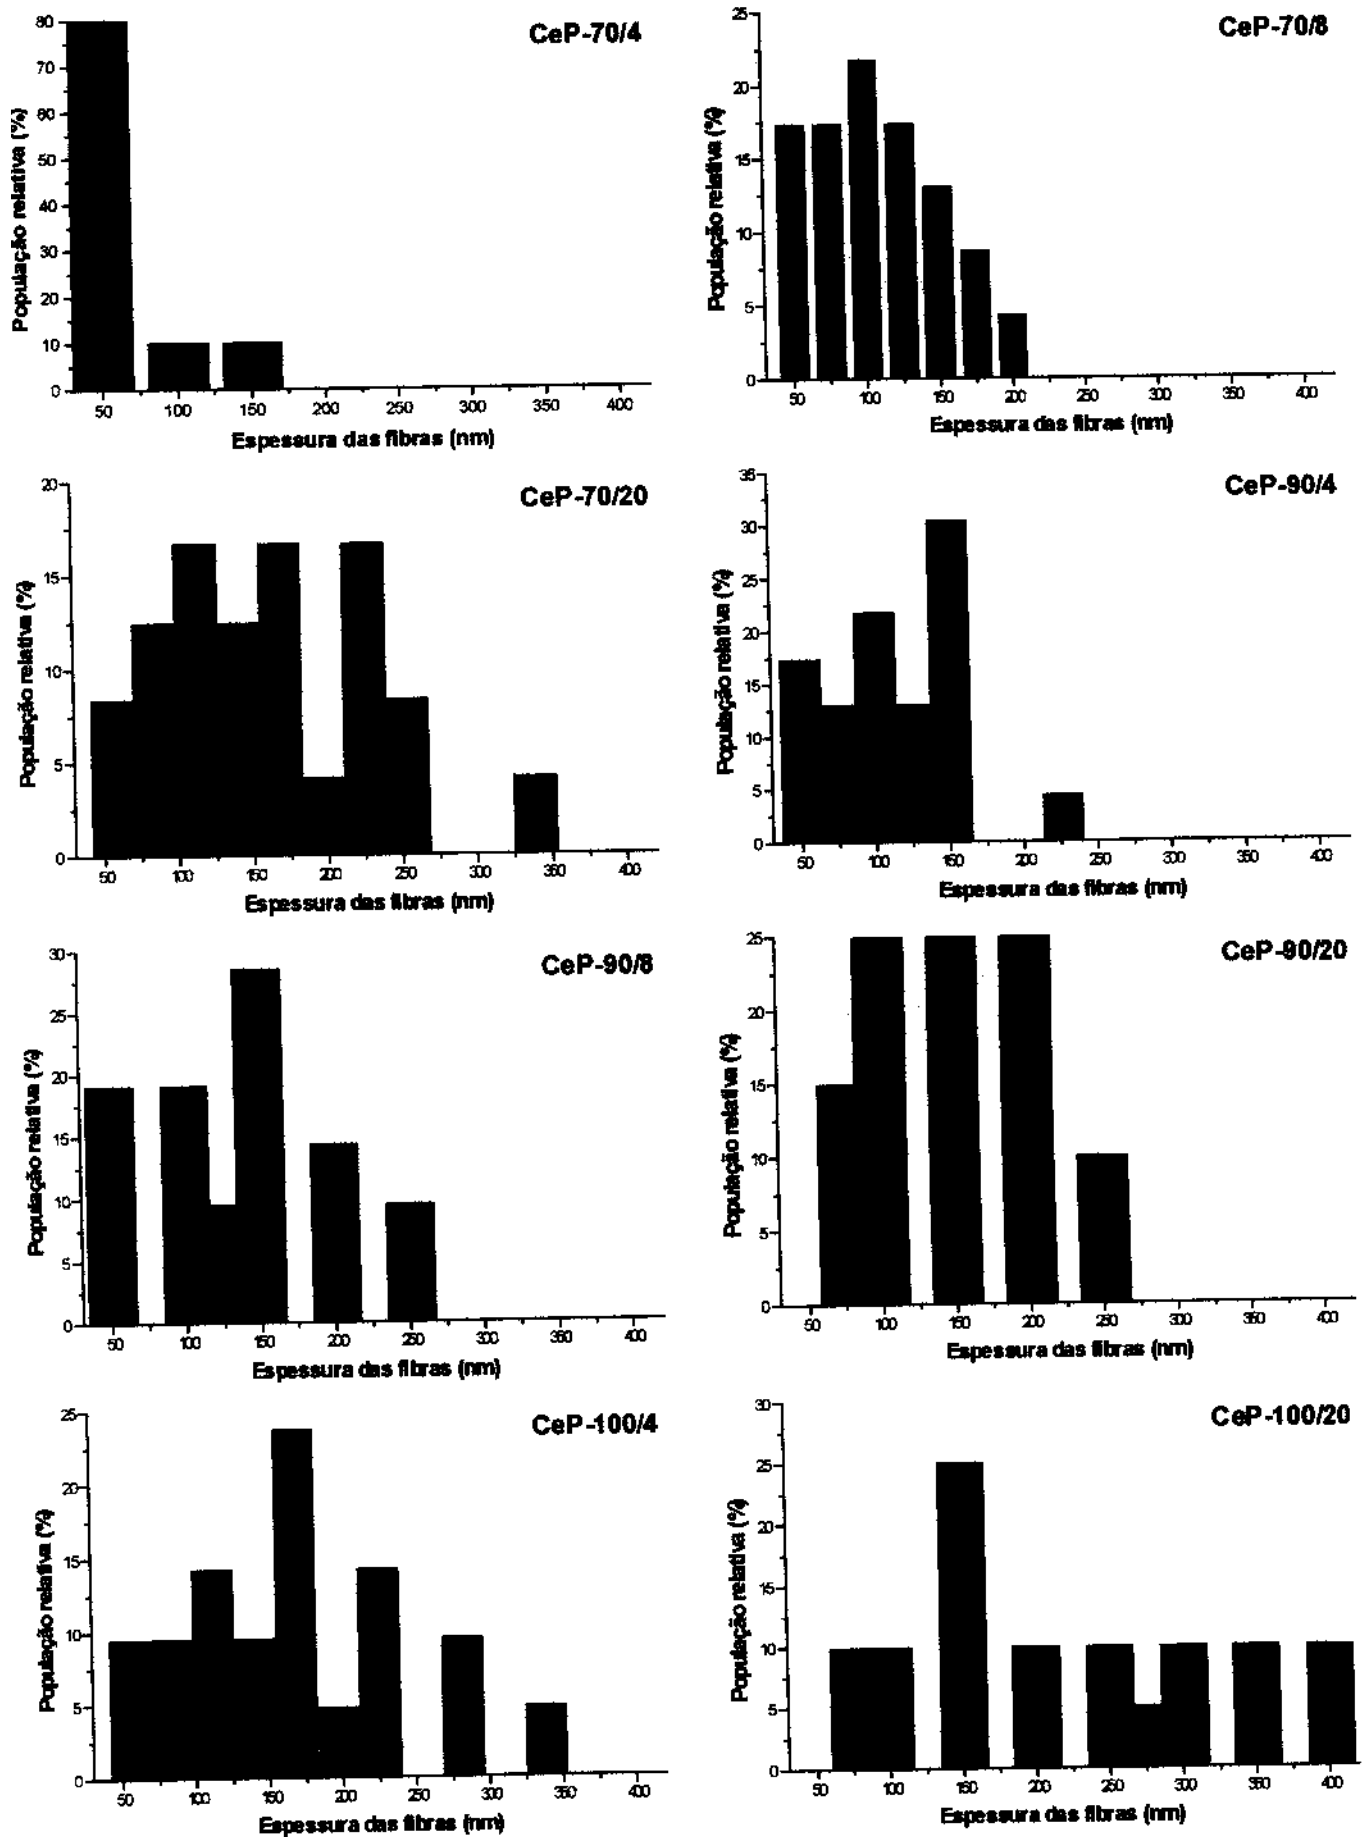 CeP-70/4
80
70
60
50
40
30
20
10
0
População relativa (%)
50 100 150 200 250 300 350 400
Espessura das fibras (nm)
CeP-70/8
25
20
15
10
5
0
População relativa (%)
50 100 150 200 250 300 350 400
Espessura das fibras (nm)
CeP-70/20
20
15
10
5
0
População relativa (%)
50 100 150 200 250 300 350 400
Espessura das fibras (nm)
CeP-90/4
35
30
25
20
15
10
5
0
População relativa (%)
50 100 150 200 250 300 350 400
Espessura das fibras (nm)
CeP-90/8
30
25
20
15
10
5
0
População relativa (%)
50 100 150 200 250 300 350 400
Espessura das fibras (nm)
CeP-90/20
25
20
15
10
5
0
População relativa (%)
50 100 150 200 250 300 350 400
Espessura das fibras (nm)
CeP-100/4
25
20
15
10
5
0
População relativa (%)
50 100 150 200 250 300 350 400
Espessura das fibras (nm)
CeP-100/20
30
25
20
15
10
5
0
População relativa (%)
50 100 150 200 250 300 350 400
Espessura das fibras (nm)